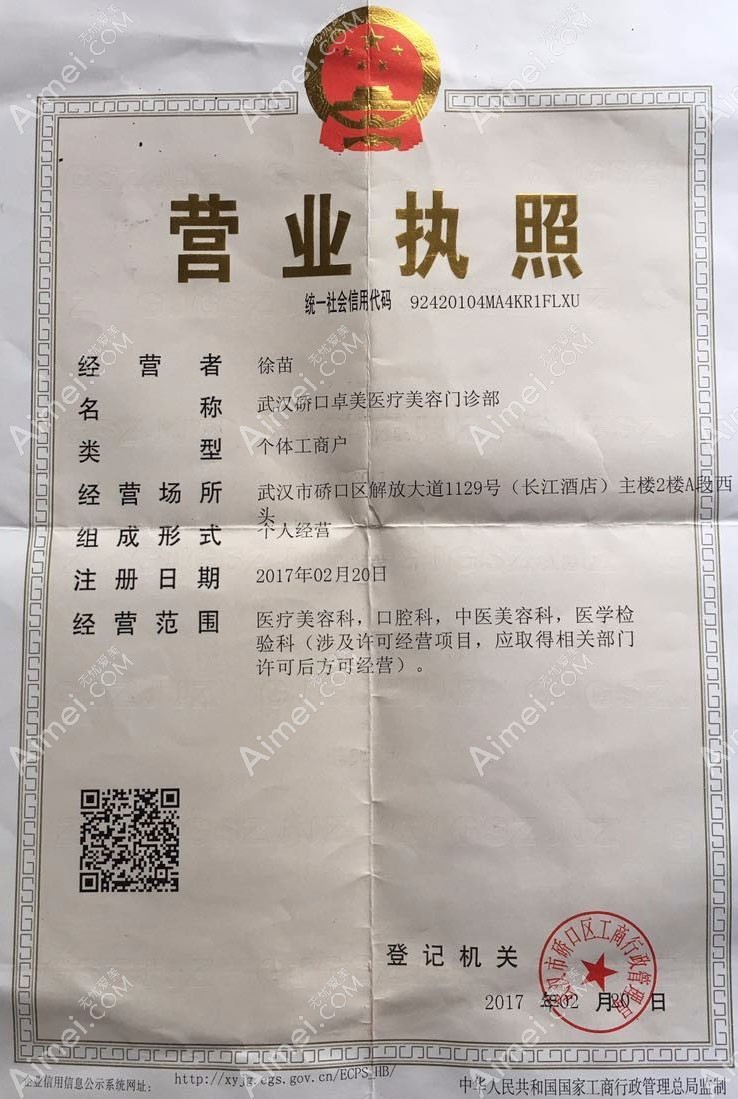 营业执照
统一社会信用代码 92420104MA4KR1FLXU
经营者 徐苗
名称 武汉硚口卓美医疗美容门诊部
类型 个体工商户
经营场所 武汉市硚口区解放大道1129号(长江酒店)主楼2楼A段西
头
组成形式 个人经营
注册日期 2017年02月20日
经营范围 医疗美容科,口腔科,中医美容科,医学检
验科(涉及许可经营项目,应取得相关部门
许可后方可经营)。
登记机关
武汉市硚口区工商行政管理局
2017 年02 月20 日
企业信用信息公示系统网址: http://xyjg.egs.gov.cn/ECPS_HB/
中华人民共和国国家工商行政管理总局监制
无忧爱美
Aimei.COM